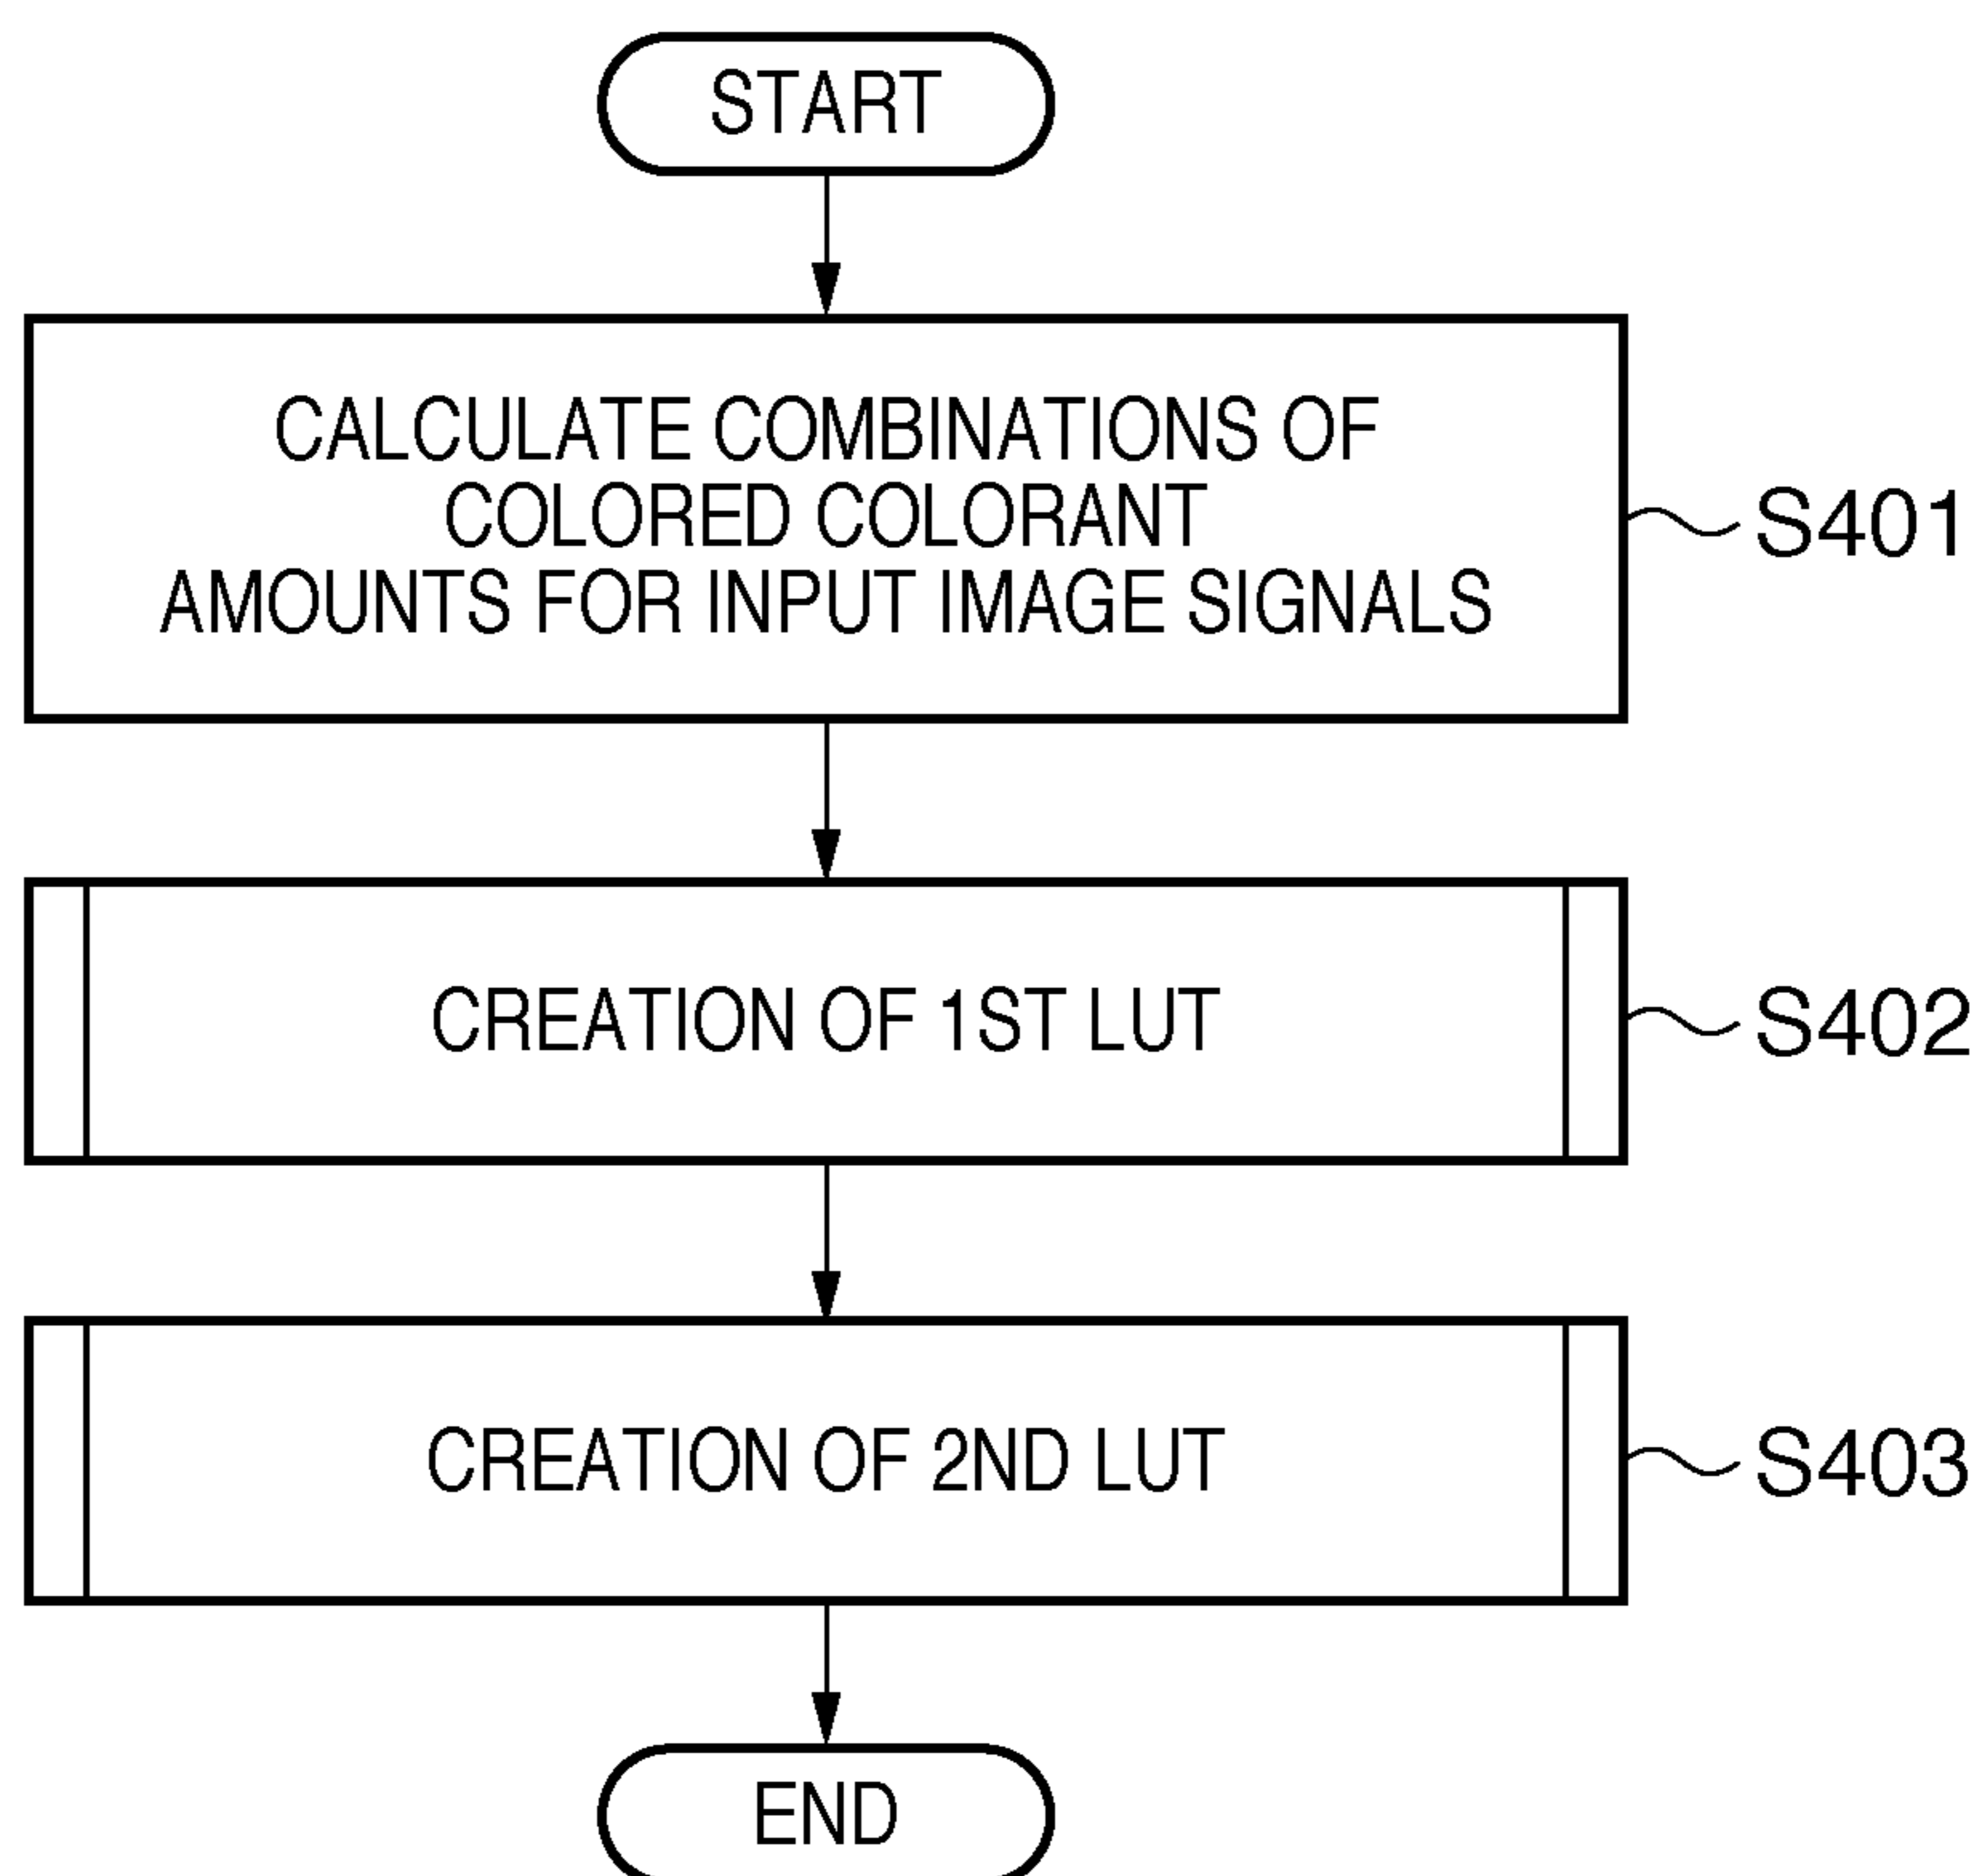 START
CALCULATE COMBINATIONS OF
COLORED COLORANT
AMOUNTS FOR INPUT IMAGE SIGNALS
S401
CREATION OF 1ST LUT
S402
CREATION OF 2ND LUT
S403
END